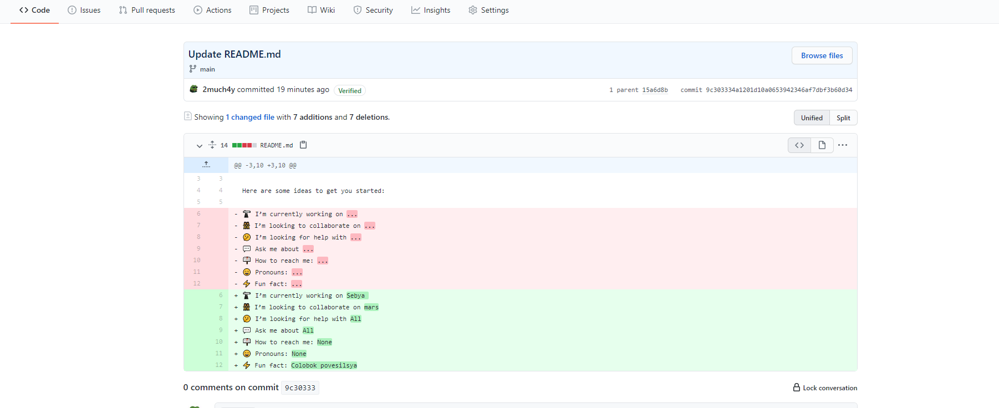 Code Issues Pull requests Actions Projects Wiki Security Insights Settings
Update README.md
Browse files
main
2much4y committed 19 minutes ago Verified 1 parent 15a6d8b commit 9c303334a1201d10a0653942346af7dbf3b60d34
Showing 1 changed file with 7 additions and 7 deletions.
Unified Split
14 README.md
@@ -3,10 +3,10 @@
3 3
4 4 Here are some ideas to get you started:
5 5
6 - 🔭 I’m currently working on ...
7 - 👯 I’m looking to collaborate on ...
8 - 🤔 I’m looking for help with ...
9 - 💬 Ask me about ...
10 - 📫 How to reach me: ...
11 - 😄 Pronouns: ...
12 - ⚡ Fun fact: ...
6 + 🔭 I’m currently working on Sebya
7 + 👯 I’m looking to collaborate on mars
8 + 🤔 I’m looking for help with All
9 + 💬 Ask me about All
10 + 📫 How to reach me: None
11 + 😄 Pronouns: None
12 + ⚡ Fun fact: Colobok povesilsya
0 comments on commit 9c30333
Lock conversation